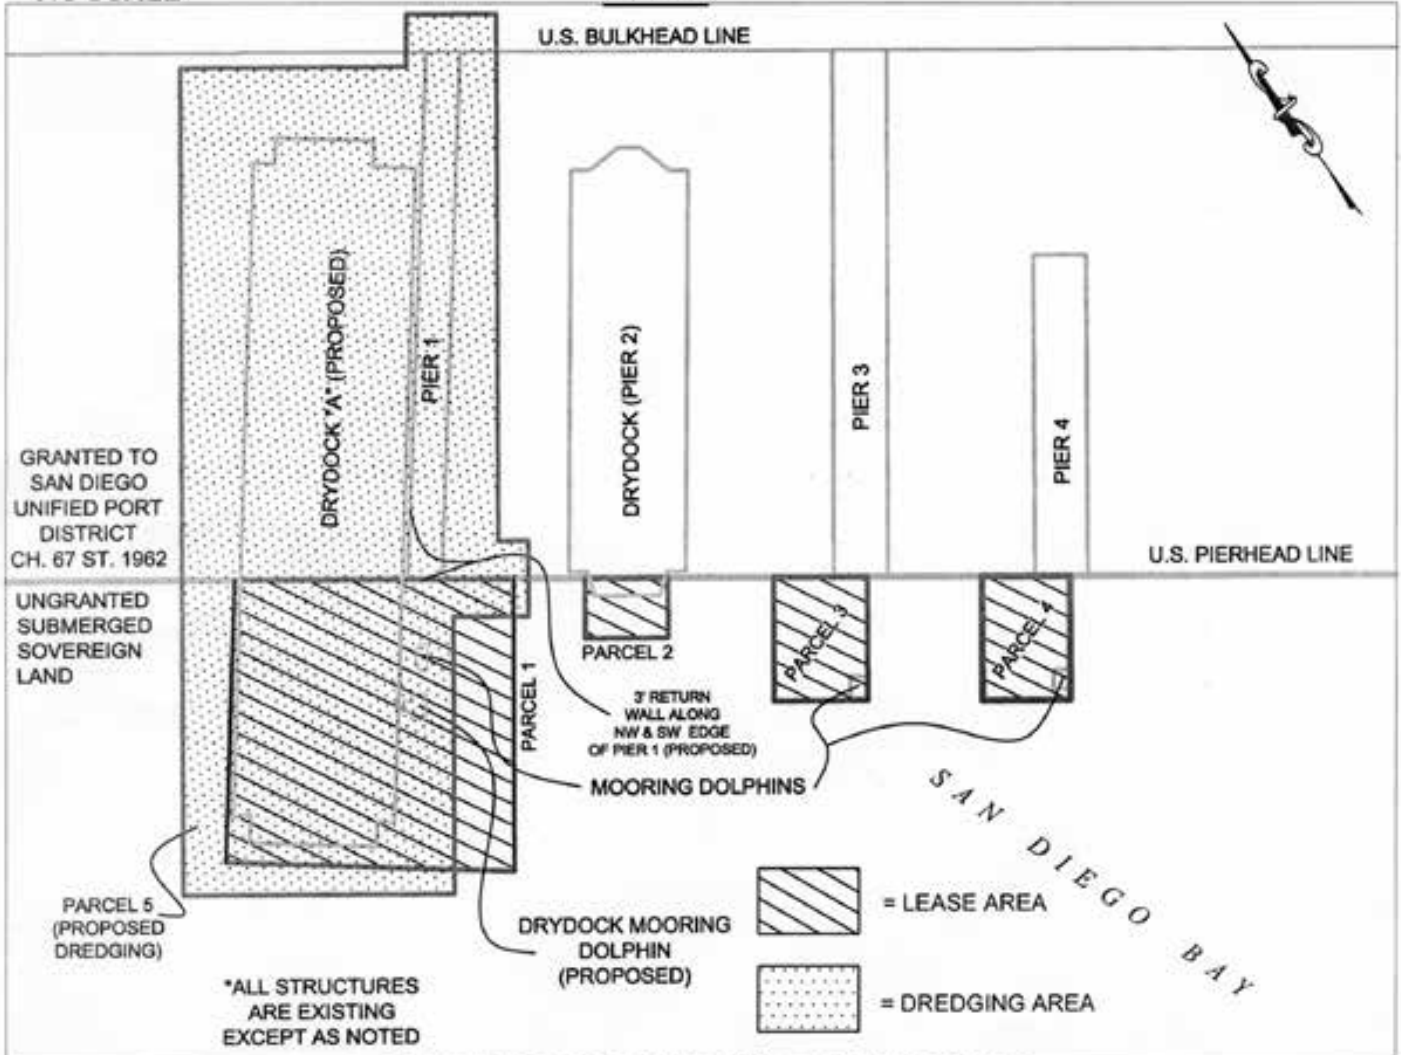 U.S. BULKHEAD LINE
DRYDOCK "A" (PROPOSED)
PIER 1
DRYDOCK (PIER 2)
PIER 3
PIER 4
GRANTED TO
SAN DIEGO
UNIFIED PORT
DISTRICT
CH. 67 ST. 1962
U.S. PIERHEAD LINE
UNGRANTED
SUBMERGED
SOVEREIGN
LAND
PARCEL 1
PARCEL 2
PARCEL 3
PARCEL 4
3' RETURN
WALL ALONG
NW & SW EDGE
OF PIER 1 (PROPOSED)
MOORING DOLPHINS
SAN DIEGO BAY
PARCEL 5
(PROPOSED
DREDGING)
DRYDOCK MOORING
DOLPHIN
(PROPOSED)
= LEASE AREA
= DREDGING AREA
*ALL STRUCTURES
ARE EXISTING
EXCEPT AS NOTED